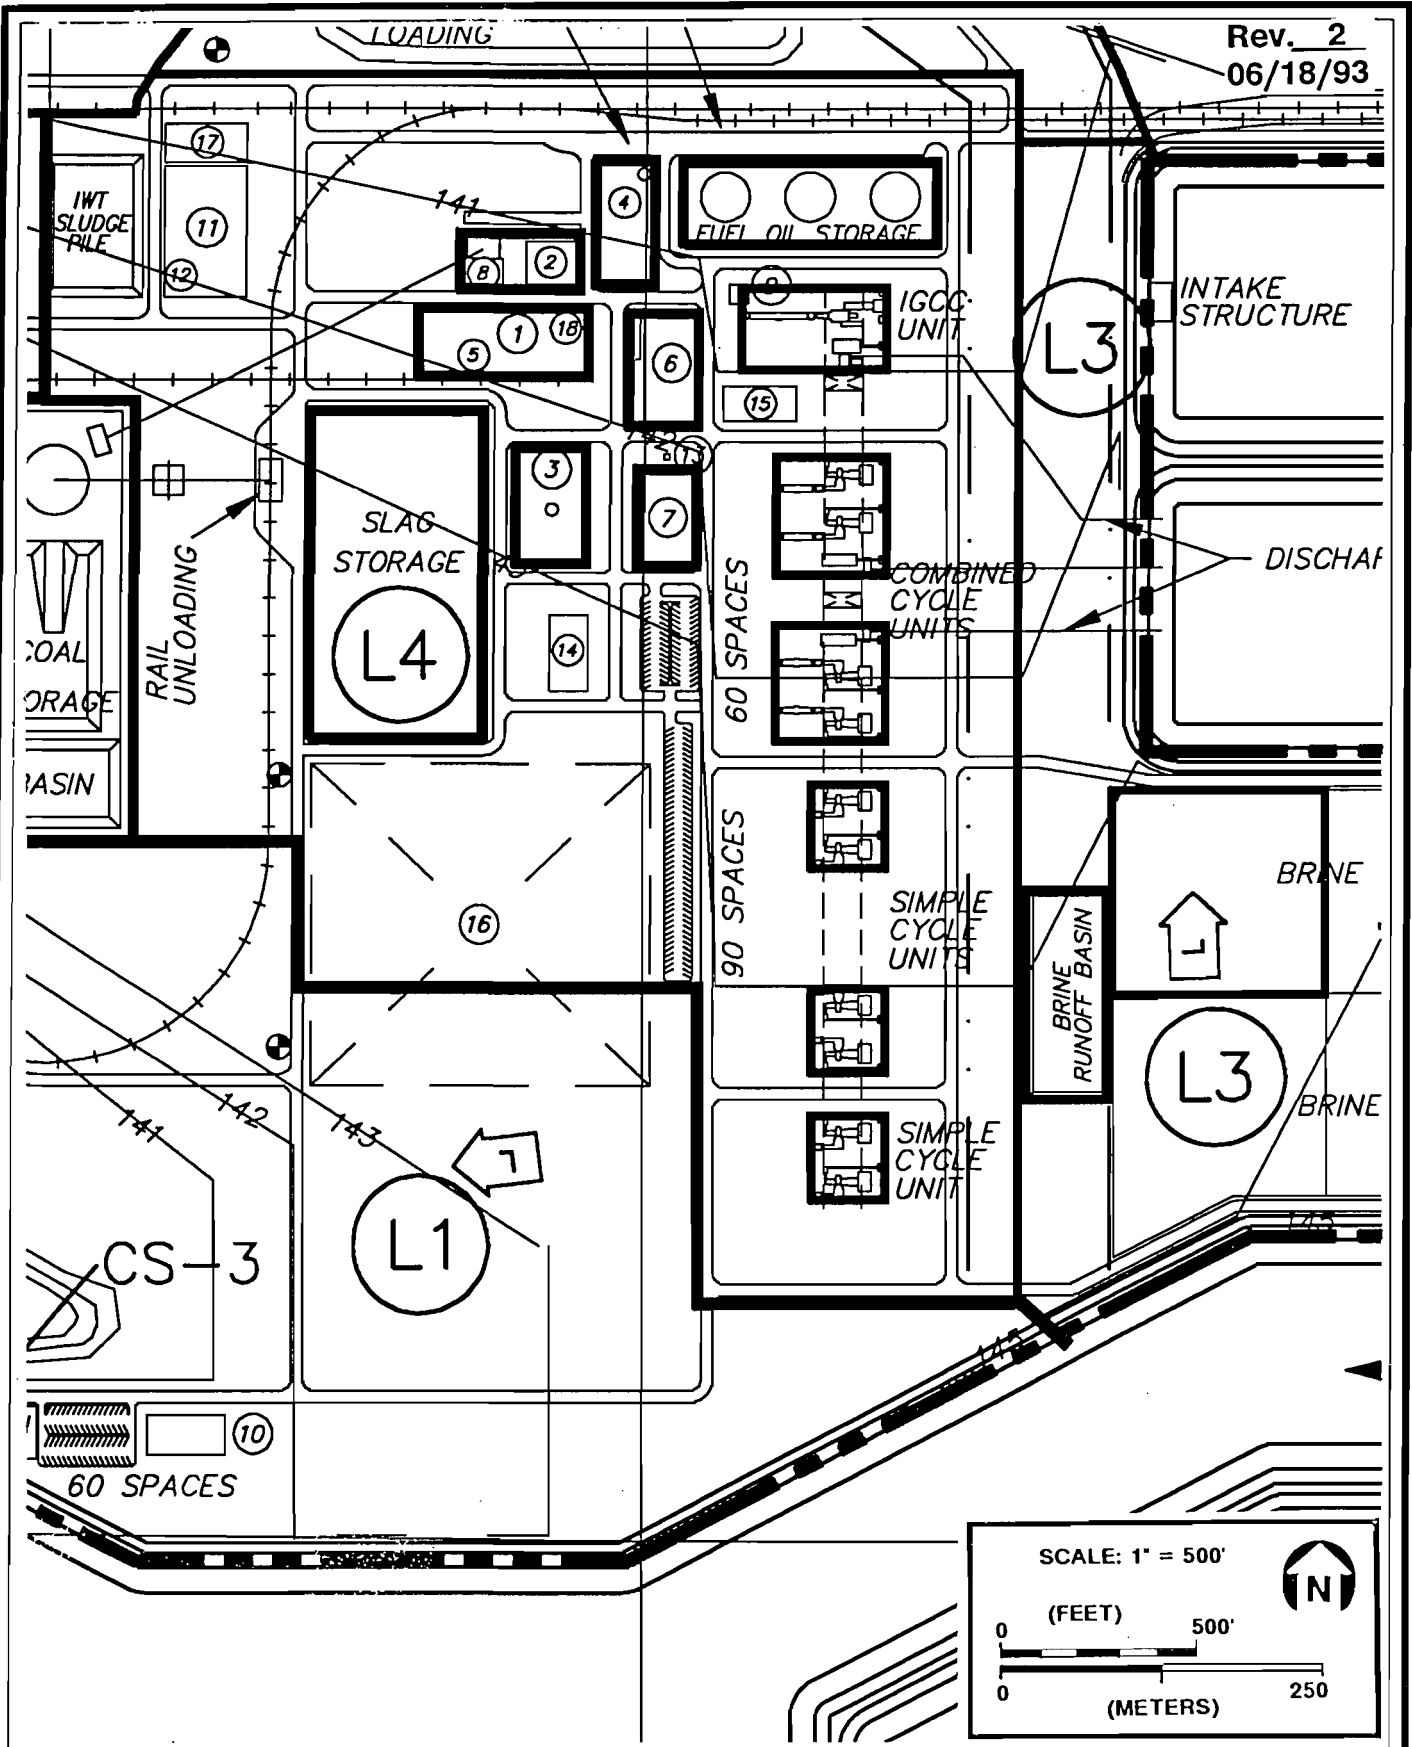 LOADING
Rev. 2
06/18/93
17
IWT
SLUDGE
PILE
11
12
141
4
FUEL OIL STORAGE
8
2
9
IGCC
UNIT
INTAKE
STRUCTURE
L3
1
18
5
6
15
13
3
7
SLAG
STORAGE
L4
RAIL
UNLOADING
COAL
14
60 SPACES
COMBINED
CYCLE
UNITS
90 SPACES
SIMPLE
CYCLE
UNITS
16
BRINE
BRINE
RUNOFF BASIN
L3
BRINE
SIMPLE
CYCLE
UNIT
141
142
143
L1
CS-3
145
10
60 SPACES
SCALE: 1" = 500'
N
(FEET)
0 500'
0 250
(METERS)